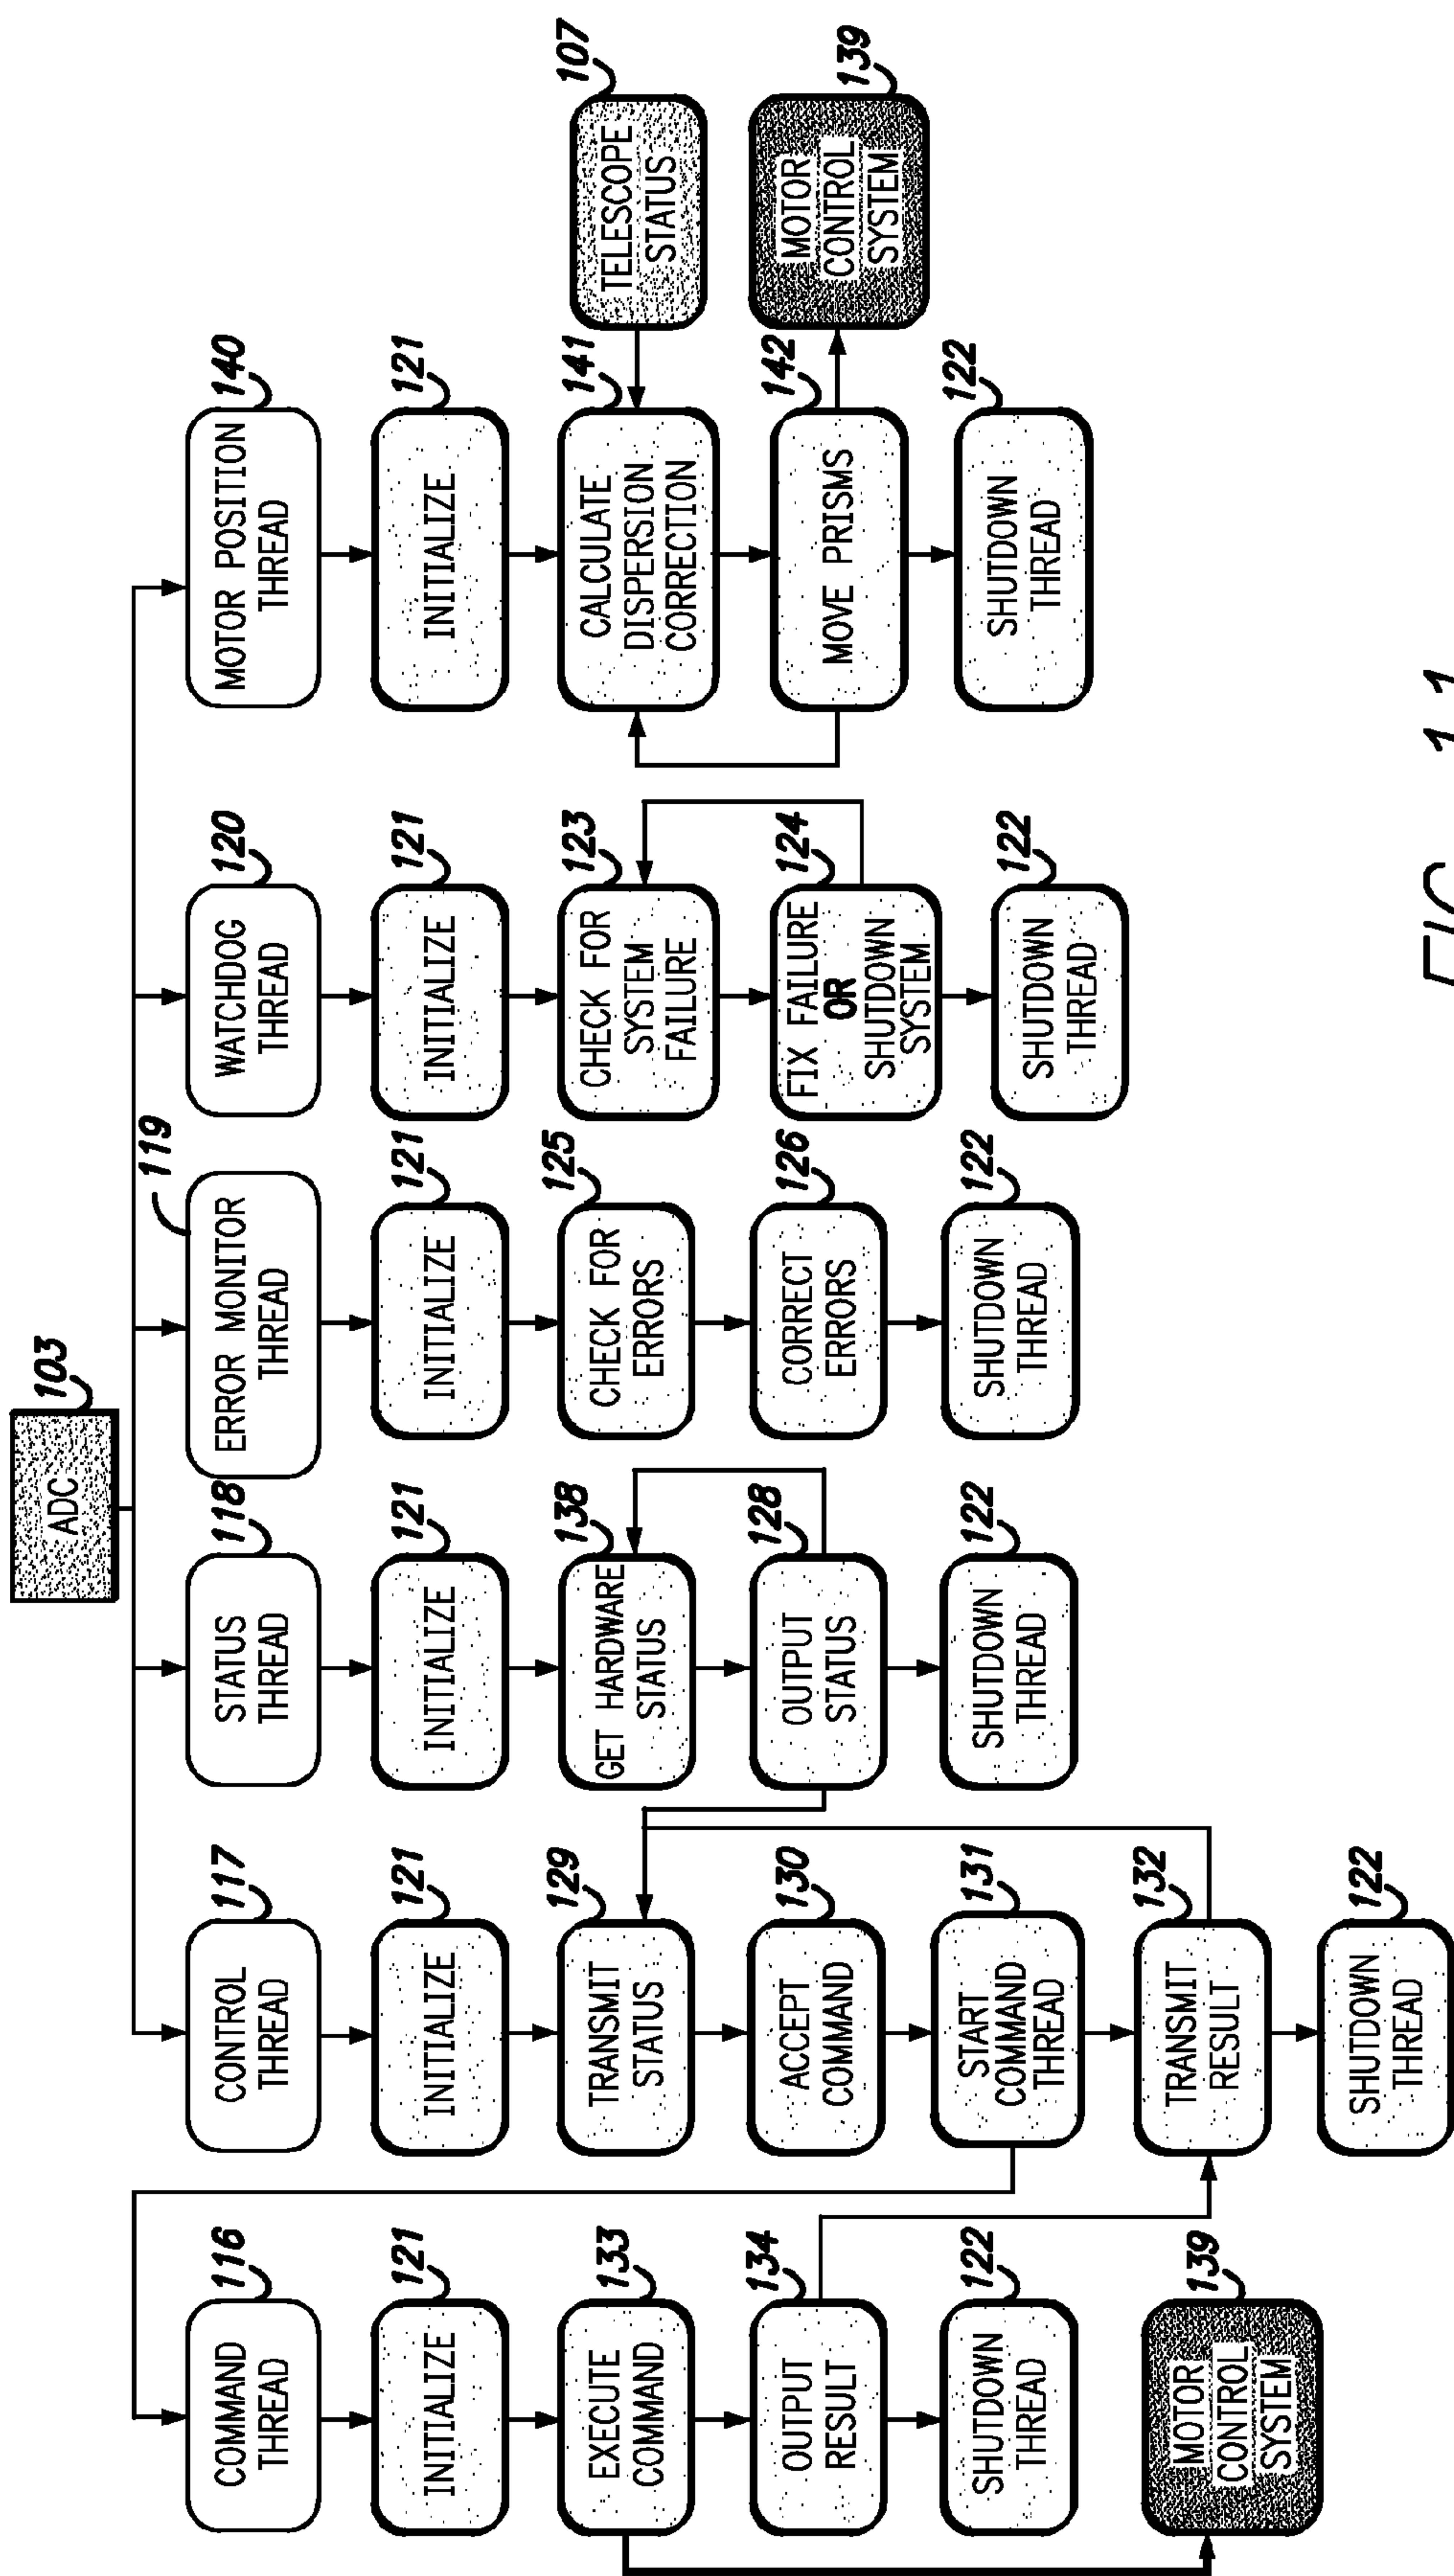 ADC
103
COMMAND
THREAD
116
INITIALIZE
121
EXECUTE
COMMAND
133
OUTPUT
RESULT
134
SHUTDOWN
THREAD
122
MOTOR
CONTROL
SYSTEM
139
CONTROL
THREAD
117
INITIALIZE
121
TRANSMIT
STATUS
129
ACCEPT
COMMAND
130
START
COMMAND
THREAD
131
TRANSMIT
RESULT
132
SHUTDOWN
THREAD
122
STATUS
THREAD
118
INITIALIZE
121
GET HARDWARE
STATUS
138
OUTPUT
STATUS
128
SHUTDOWN
THREAD
122
ERROR MONITOR
THREAD
119
INITIALIZE
121
CHECK FOR
ERRORS
125
CORRECT
ERRORS
126
SHUTDOWN
THREAD
122
WATCHDOG
THREAD
120
INITIALIZE
121
CHECK FOR
SYSTEM
FAILURE
123
FIX FAILURE
OR
SHUTDOWN
SYSTEM
124
SHUTDOWN
THREAD
122
MOTOR POSITION
THREAD
140
INITIALIZE
121
CALCULATE
DISPERSION
CORRECTION
141
MOVE PRISMS
142
SHUTDOWN
THREAD
122
TELESCOPE
STATUS
107
MOTOR
CONTROL
SYSTEM
139
FIG. 11